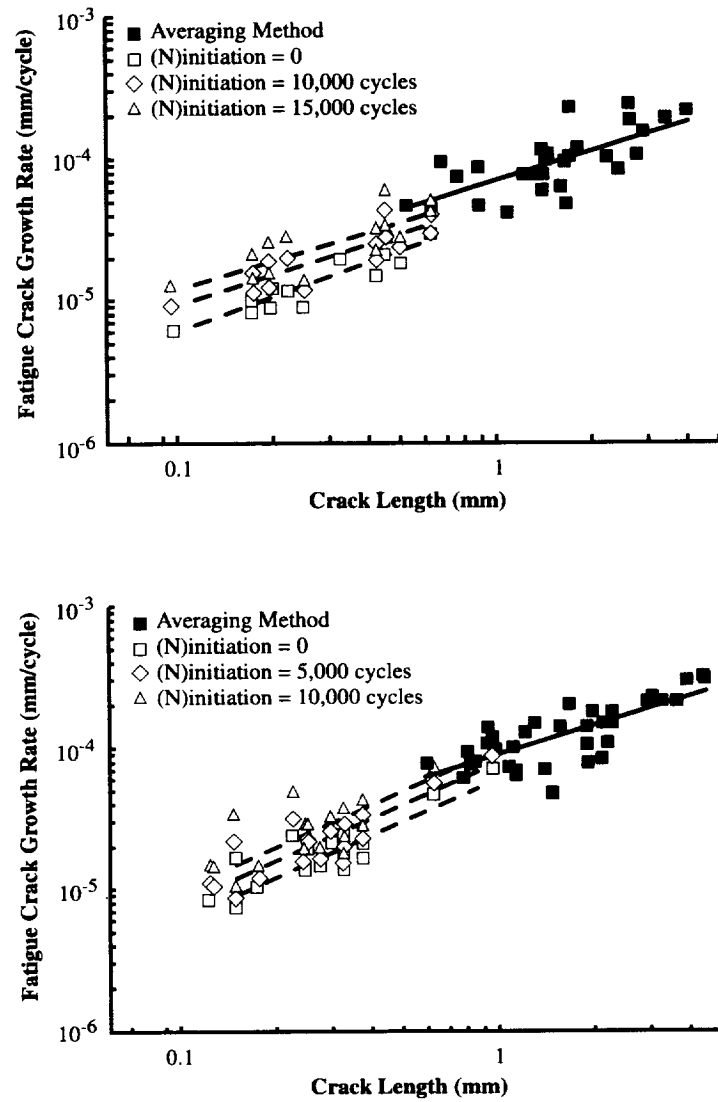 10-3
■ Averaging Method
□ (N)initiation = 0
◇ (N)initiation = 10,000 cycles
△ (N)initiation = 15,000 cycles
10-4
10-5
10-6
Fatigue Crack Growth Rate (mm/cycle)
0.1 1
Crack Length (mm)
10-3
■ Averaging Method
□ (N)initiation = 0
◇ (N)initiation = 5,000 cycles
△ (N)initiation = 10,000 cycles
10-4
10-5
10-6
Fatigue Crack Growth Rate (mm/cycle)
0.1 1
Crack Length (mm)